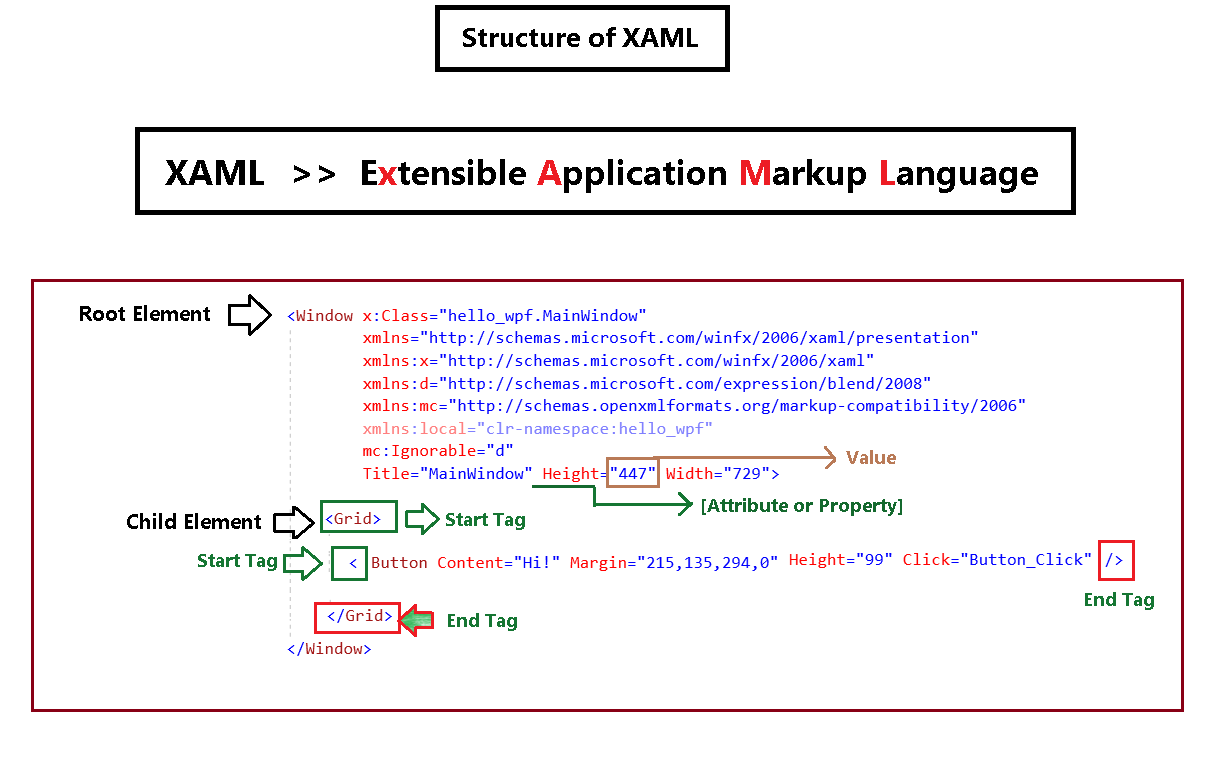 Structure of XAML
XAML >> Extensible Application Markup Language
Root Element
<Window x:Class="hello_wpf.MainWindow"
xmlns="http://schemas.microsoft.com/winfx/2006/xaml/presentation"
xmlns:x="http://schemas.microsoft.com/winfx/2006/xaml"
xmlns:d="http://schemas.microsoft.com/expression/blend/2008"
xmlns:mc="http://schemas.openxmlformats.org/markup-compatibility/2006"
xmlns:local="clr-namespace:hello_wpf"
mc:Ignorable="d"
Value
Title="MainWindow" Height="447" Width="729">
[Attribute or Property]
Child Element <Grid> Start Tag
Start Tag < Button Content="Hi!" Margin="215,135,294,0" Height="99" Click="Button_Click" />
End Tag
</Grid> End Tag
</Window>